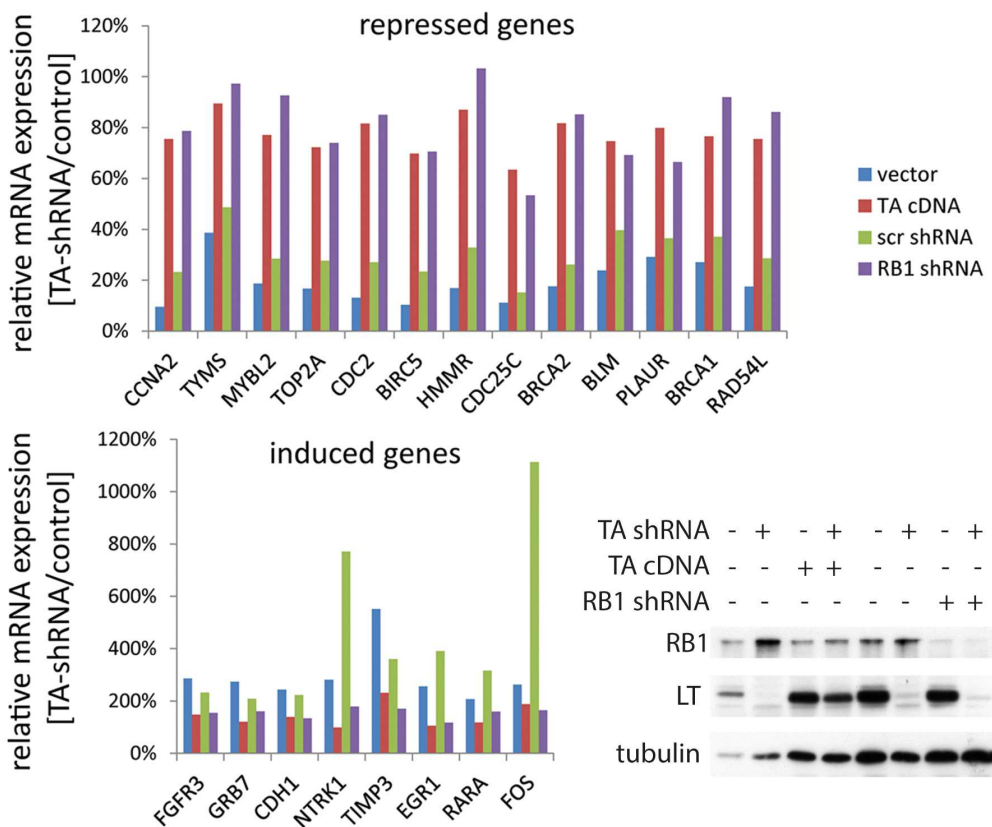 repressed genes
relative mRNA expression
[TA-shRNA/control]
120%
100%
80%
60%
40%
20%
0%
CCNA2
TYMS
MYBL2
TOP2A
CDC2
BIRC5
HMMR
CDC25C
BRCA2
BLM
PLAUR
BRCA1
RAD54L
vector
TA cDNA
scr shRNA
RB1 shRNA
induced genes
relative mRNA expression
[TA-shRNA/control]
1200%
1000%
800%
600%
400%
200%
0%
FGFR3
GRB7
CDH1
NTRK1
TIMP3
EGR1
RARA
FOS
TA shRNA - + - + - + - +
TA cDNA - - + + - - - -
RB1 shRNA - - - - - - + +
RB1
LT
tubulin